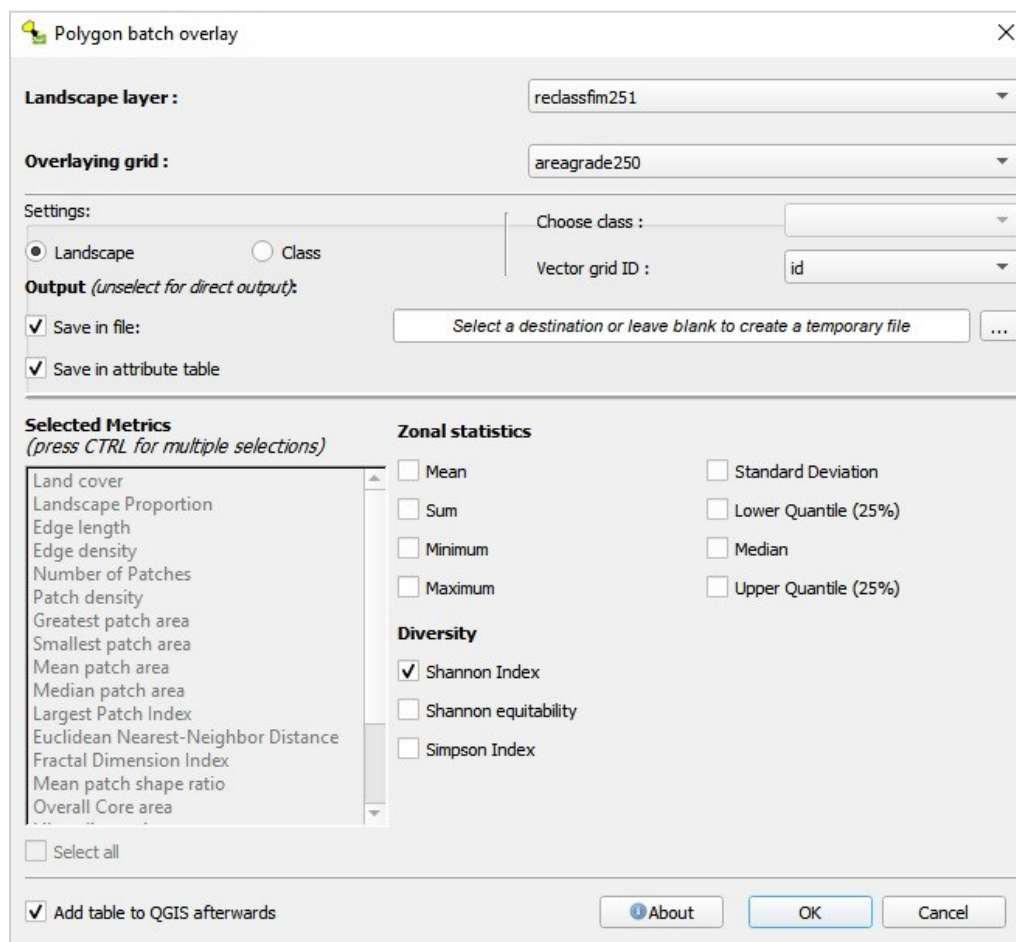 Polygon batch overlay
Landscape layer :
reclassfim251
Overlaying grid :
areagrade250
Settings:
Choose class :
Landscape
Class
Vector grid ID :
id
Output (unselect for direct output):
Save in file:
Select a destination or leave blank to create a temporary file
...
Save in attribute table
Selected Metrics
(press CTRL for multiple selections)
Land cover
Landscape Proportion
Edge length
Edge density
Number of Patches
Patch density
Greatest patch area
Smallest patch area
Mean patch area
Median patch area
Largest Patch Index
Euclidean Nearest-Neighbor Distance
Fractal Dimension Index
Mean patch shape ratio
Overall Core area
Select all
Zonal statistics
Mean
Standard Deviation
Sum
Lower Quantile (25%)
Minimum
Median
Maximum
Upper Quantile (25%)
Diversity
Shannon Index
Shannon equitability
Simpson Index
Add table to QGIS afterwards
About
OK
Cancel